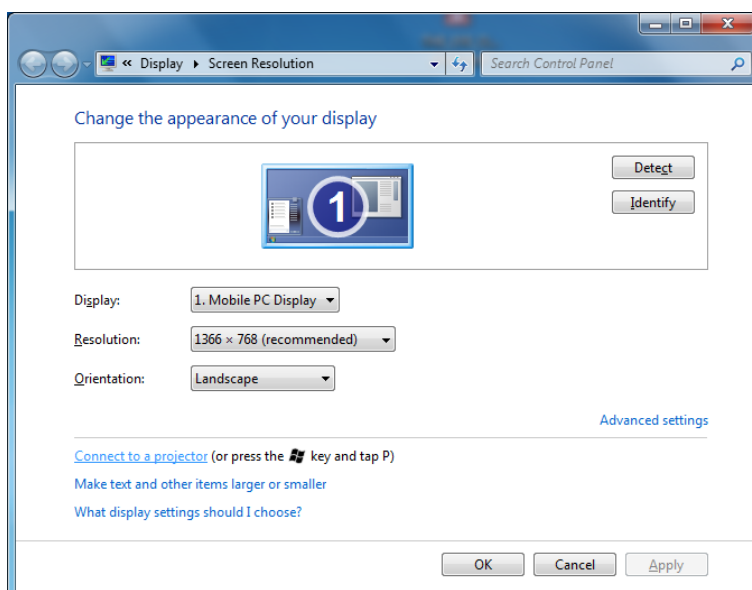 « Display ▸ Screen Resolution
Search Control Panel
Change the appearance of your display
1
Detect
Identify
Display: 1. Mobile PC Display
Resolution: 1366 × 768 (recommended)
Orientation: Landscape
Advanced settings
Connect to a projector (or press the key and tap P)
Make text and other items larger or smaller
What display settings should I choose?
OK Cancel Apply